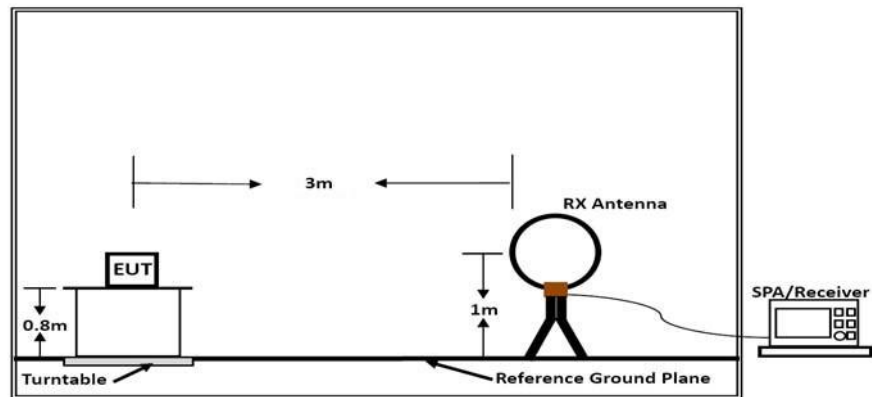 3m
RX Antenna
EUT
SPA/Receiver
0.8m
1m
Turntable
Reference Ground Plane